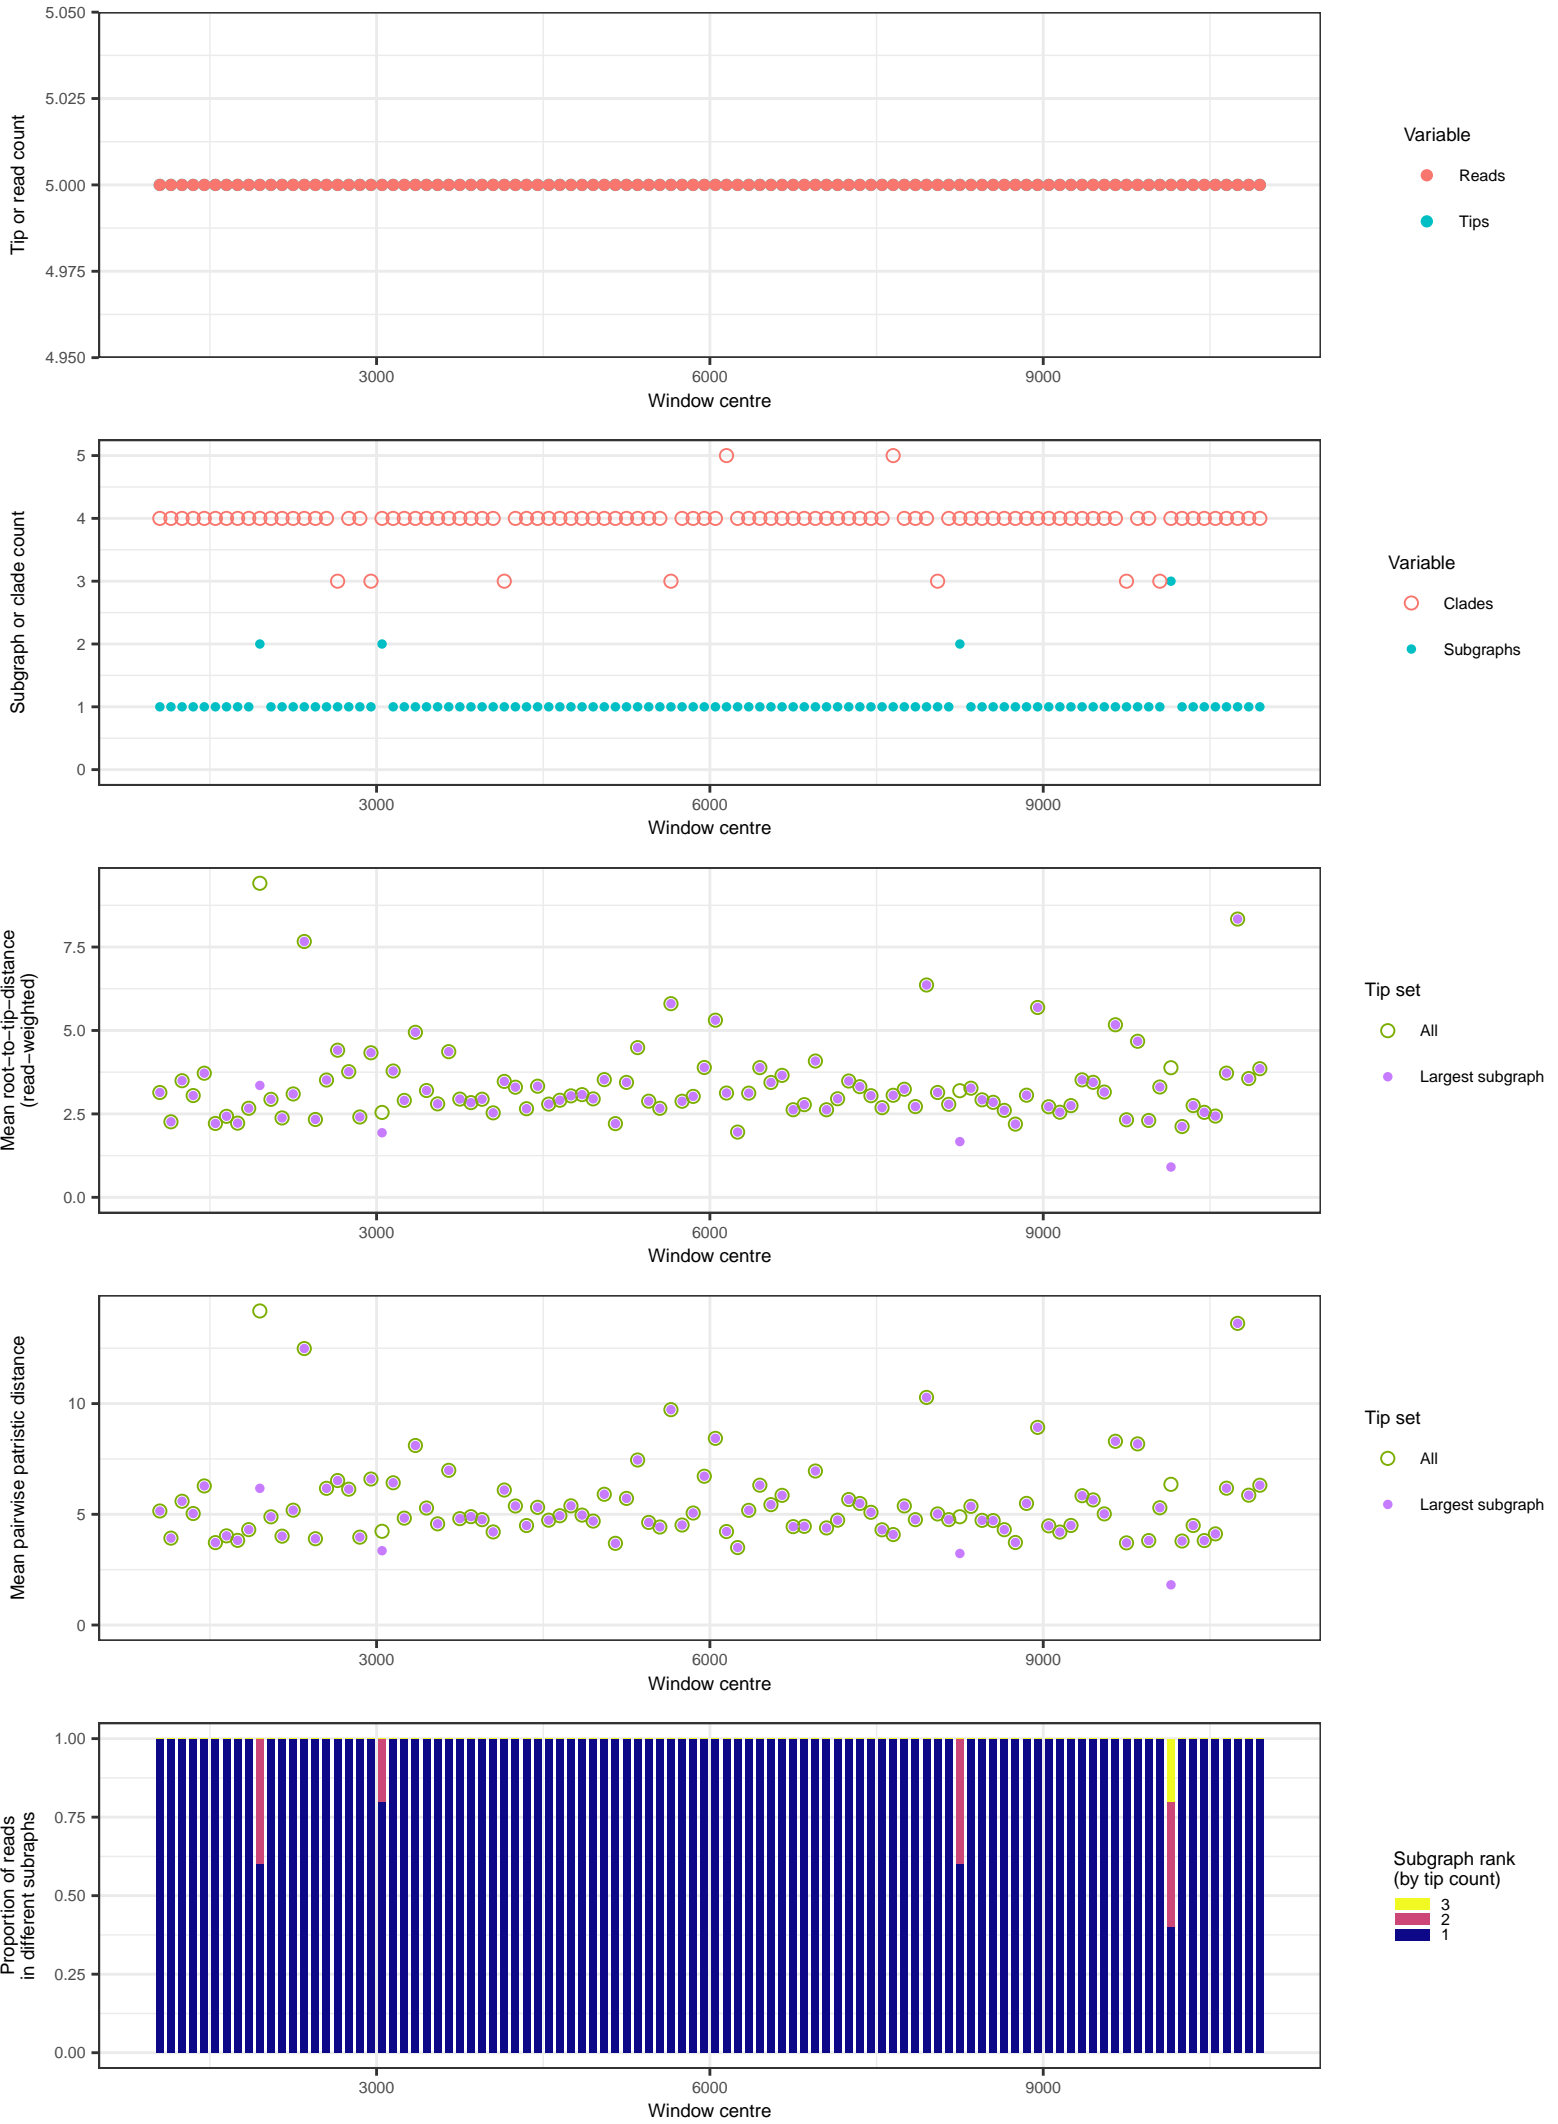 5.050
5.025
5.000
4.975
4.950
Tip or read count
3000 6000 9000
Window centre
Variable
Reads
Tips
5
4
3
2
1
0
Subgraph or clade count
3000 6000 9000
Window centre
Variable
Clades
Subgraphs
7.5
5.0
2.5
0.0
Mean root−to−tip−distance
(read−weighted)
3000 6000 9000
Window centre
Tip set
All
Largest subgraph
10
5
0
Mean pairwise patristic distance
3000 6000 9000
Window centre
Tip set
All
Largest subgraph
1.00
0.75
0.50
0.25
0.00
Proportion of reads
in different subraphs
3000 6000 9000
Window centre
Subgraph rank
(by tip count)
3
2
1